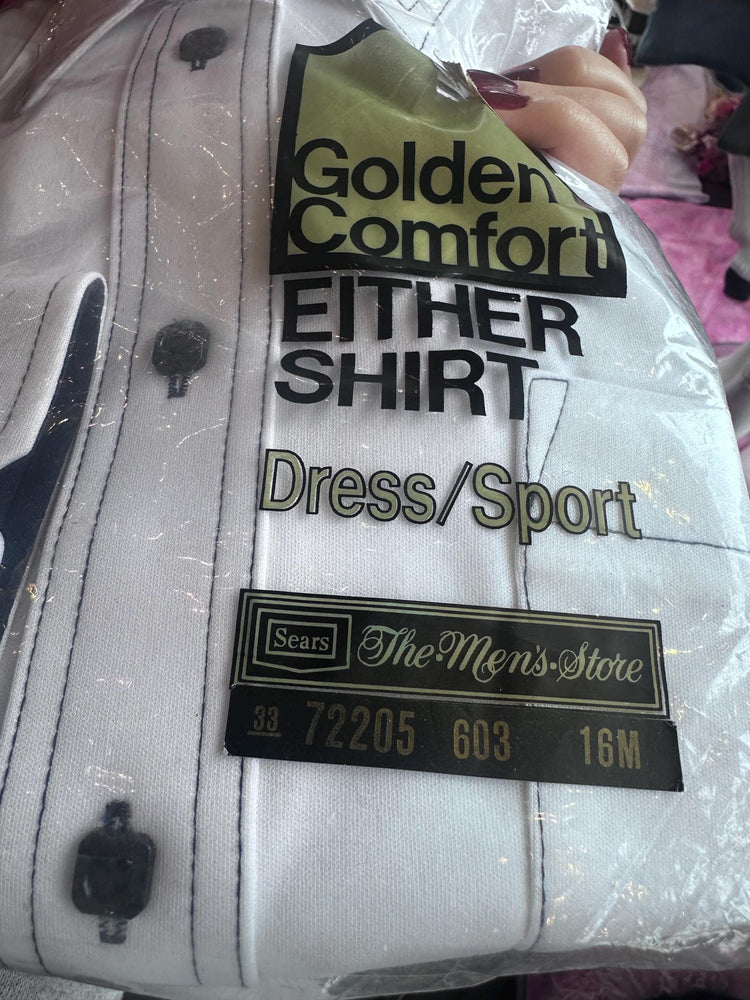 Golden
Comfort
EITHER
SHIRT
Dress/Sport
Sears The·Men's·Store
33 72205 603 16M